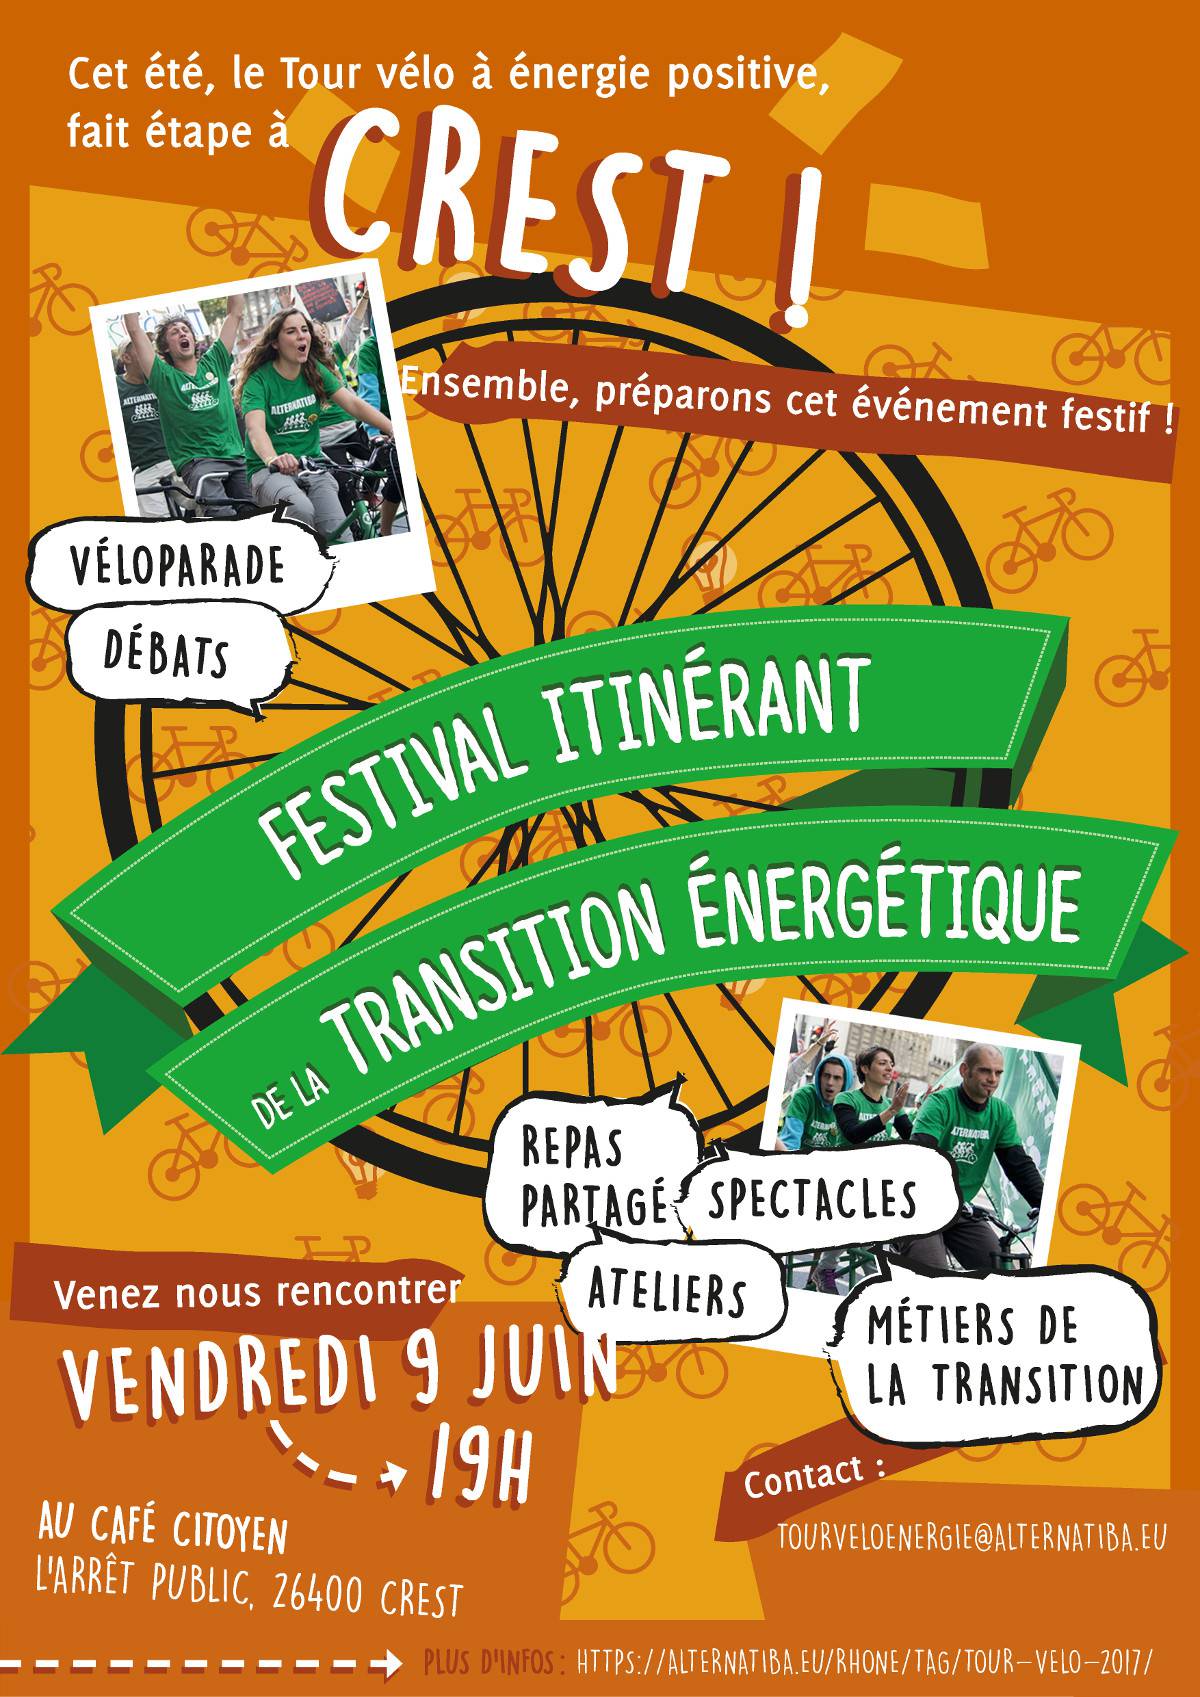 Cet été, le Tour vélo à énergie positive,
fait étape à
CREST !
Ensemble, préparons cet événement festif !
ALTERNATIBA
ALTERNATIBA
VÉLOPARADE
DÉBATS
FESTIVAL ITINÉRANT
DE LA TRANSITION ÉNERGÉTIQUE
ALTERNATIBA
REPAS
PARTAGÉ
SPECTACLES
ATELIERS
MÉTIERS DE
LA TRANSITION
Venez nous rencontrer
VENDREDI 9 JUIN
19H
AU CAFÉ CITOYEN
L'ARRÊT PUBLIC, 26400 CREST
Contact :
TOURVELOENERGIE@ALTERNATIBA.EU
PLUS D'INFOS : HTTPS://ALTERNATIBA.EU/RHONE/TAG/TOUR-VELO-2017/